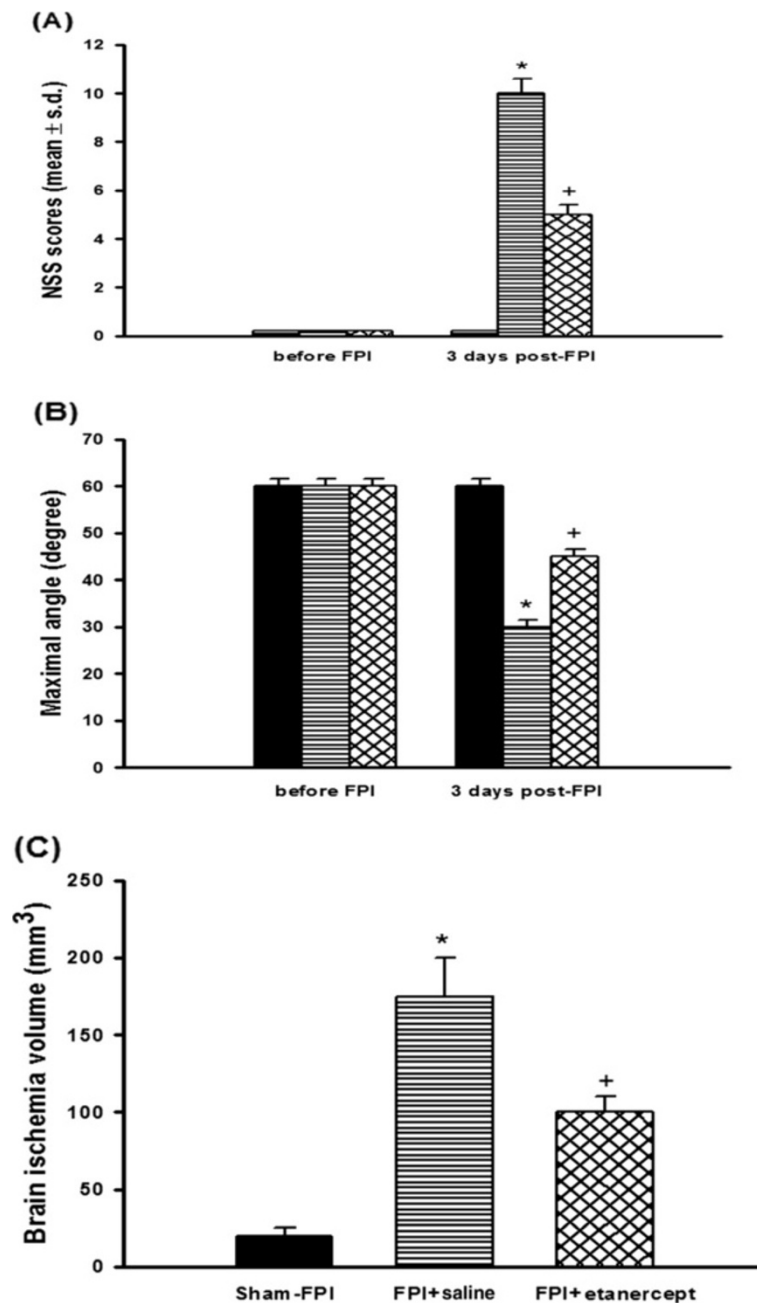 (A)
NSS scores (mean ± s.d.)
12
10
8
6
4
2
0
*
+
before FPI
3 days post-FPI
(B)
Maximal angle (degree)
70
60
50
40
30
20
10
0
*
+
before FPI
3 days post-FPI
(C)
Brain ischemia volume (mm³)
250
200
150
100
50
0
*
+
Sham-FPI
FPI+saline
FPI+etanercept